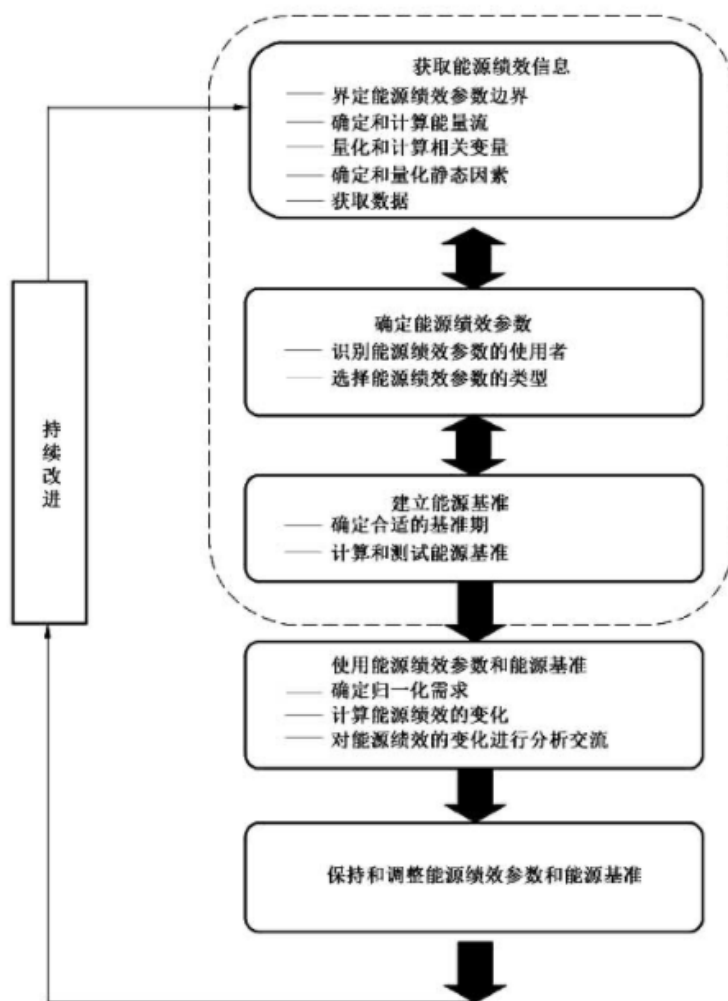 获取能源绩效信息
—— 界定能源绩效参数边界
—— 确定和计算能量流
—— 量化和计算相关变量
—— 确定和量化静态因素
—— 获取数据
确定能源绩效参数
—— 识别能源绩效参数的使用者
—— 选择能源绩效参数的类型
持续改进
建立能源基准
—— 确定合适的基准期
—— 计算和测试能源基准
使用能源绩效参数和能源基准
—— 确定归一化需求
—— 计算能源绩效的变化
—— 对能源绩效的变化进行分析交流
保持和调整能源绩效参数和能源基准